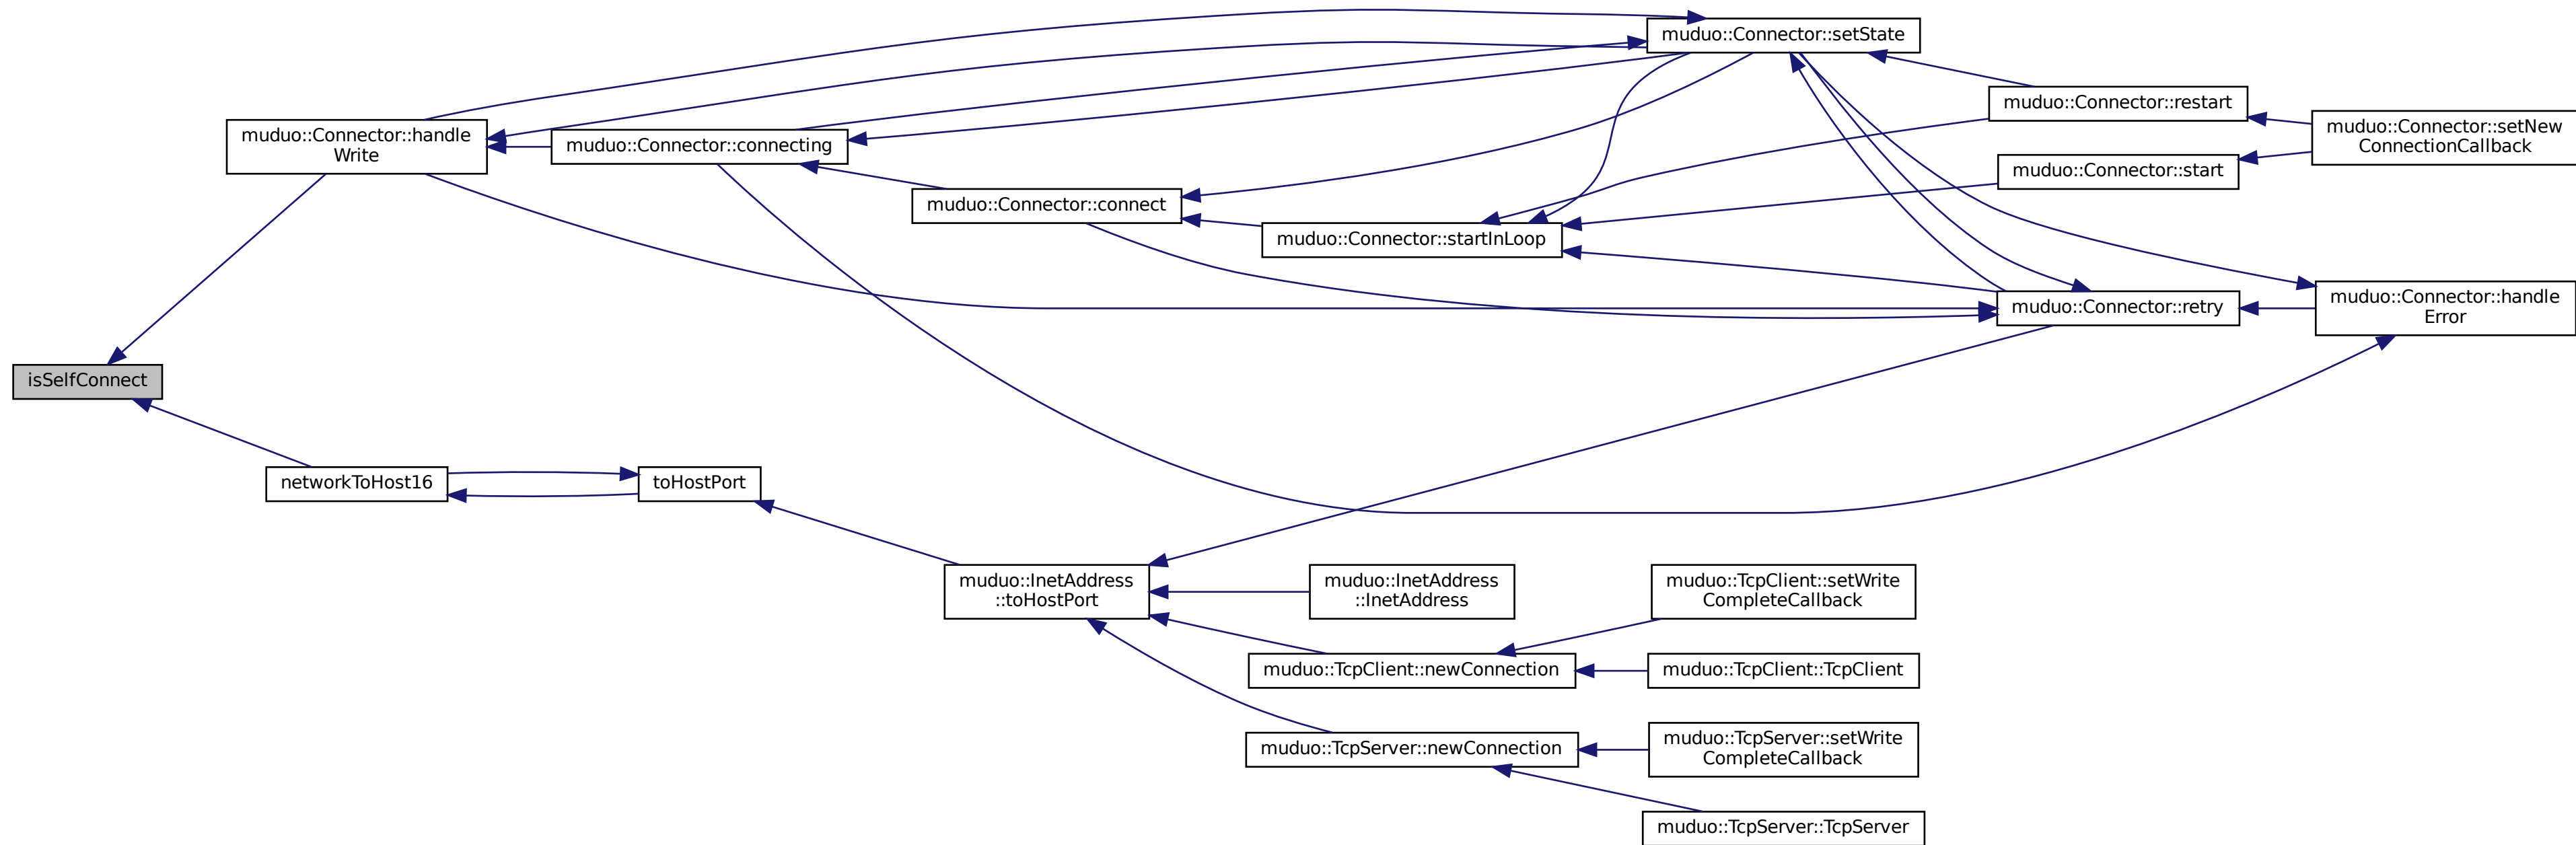 muduo::Connector::setState
muduo::Connector::restart
muduo::Connector::setNew
ConnectionCallback
muduo::Connector::handle
Write
muduo::Connector::connecting
muduo::Connector::start
muduo::Connector::connect
muduo::Connector::startInLoop
muduo::Connector::retry
muduo::Connector::handle
Error
isSelfConnect
networkToHost16
toHostPort
muduo::InetAddress
::toHostPort
muduo::InetAddress
::InetAddress
muduo::TcpClient::setWrite
CompleteCallback
muduo::TcpClient::newConnection
muduo::TcpClient::TcpClient
muduo::TcpServer::newConnection
muduo::TcpServer::setWrite
CompleteCallback
muduo::TcpServer::TcpServer